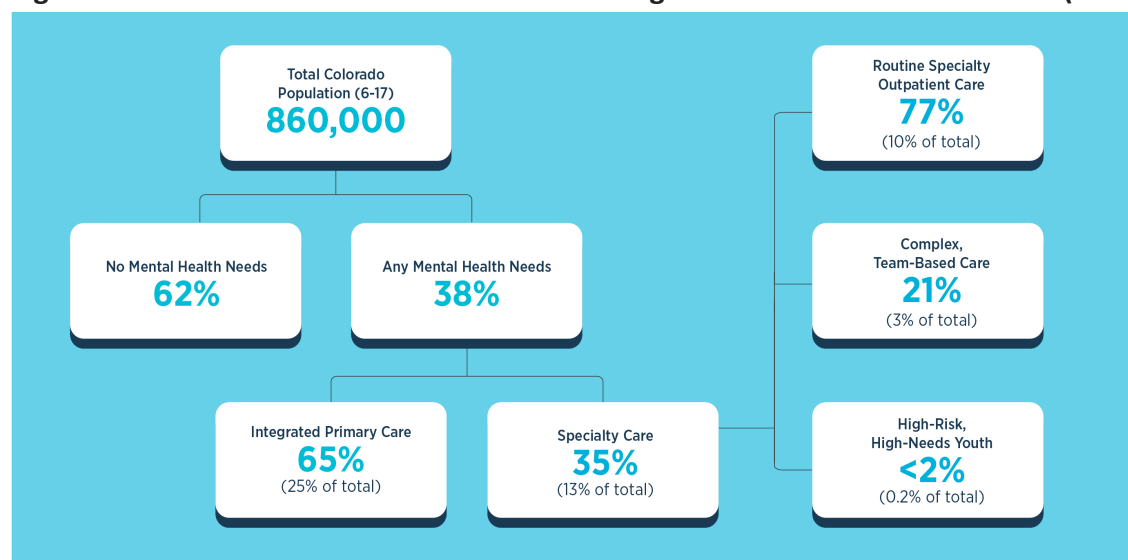 Total Colorado
Population (6-17)
860,000
No Mental Health Needs
62%
Any Mental Health Needs
38%
Integrated Primary Care
65%
(25% of total)
Specialty Care
35%
(13% of total)
Routine Specialty
Outpatient Care
77%
(10% of total)
Complex,
Team-Based Care
21%
(3% of total)
High-Risk,
High-Needs Youth
<2%
(0.2% of total)